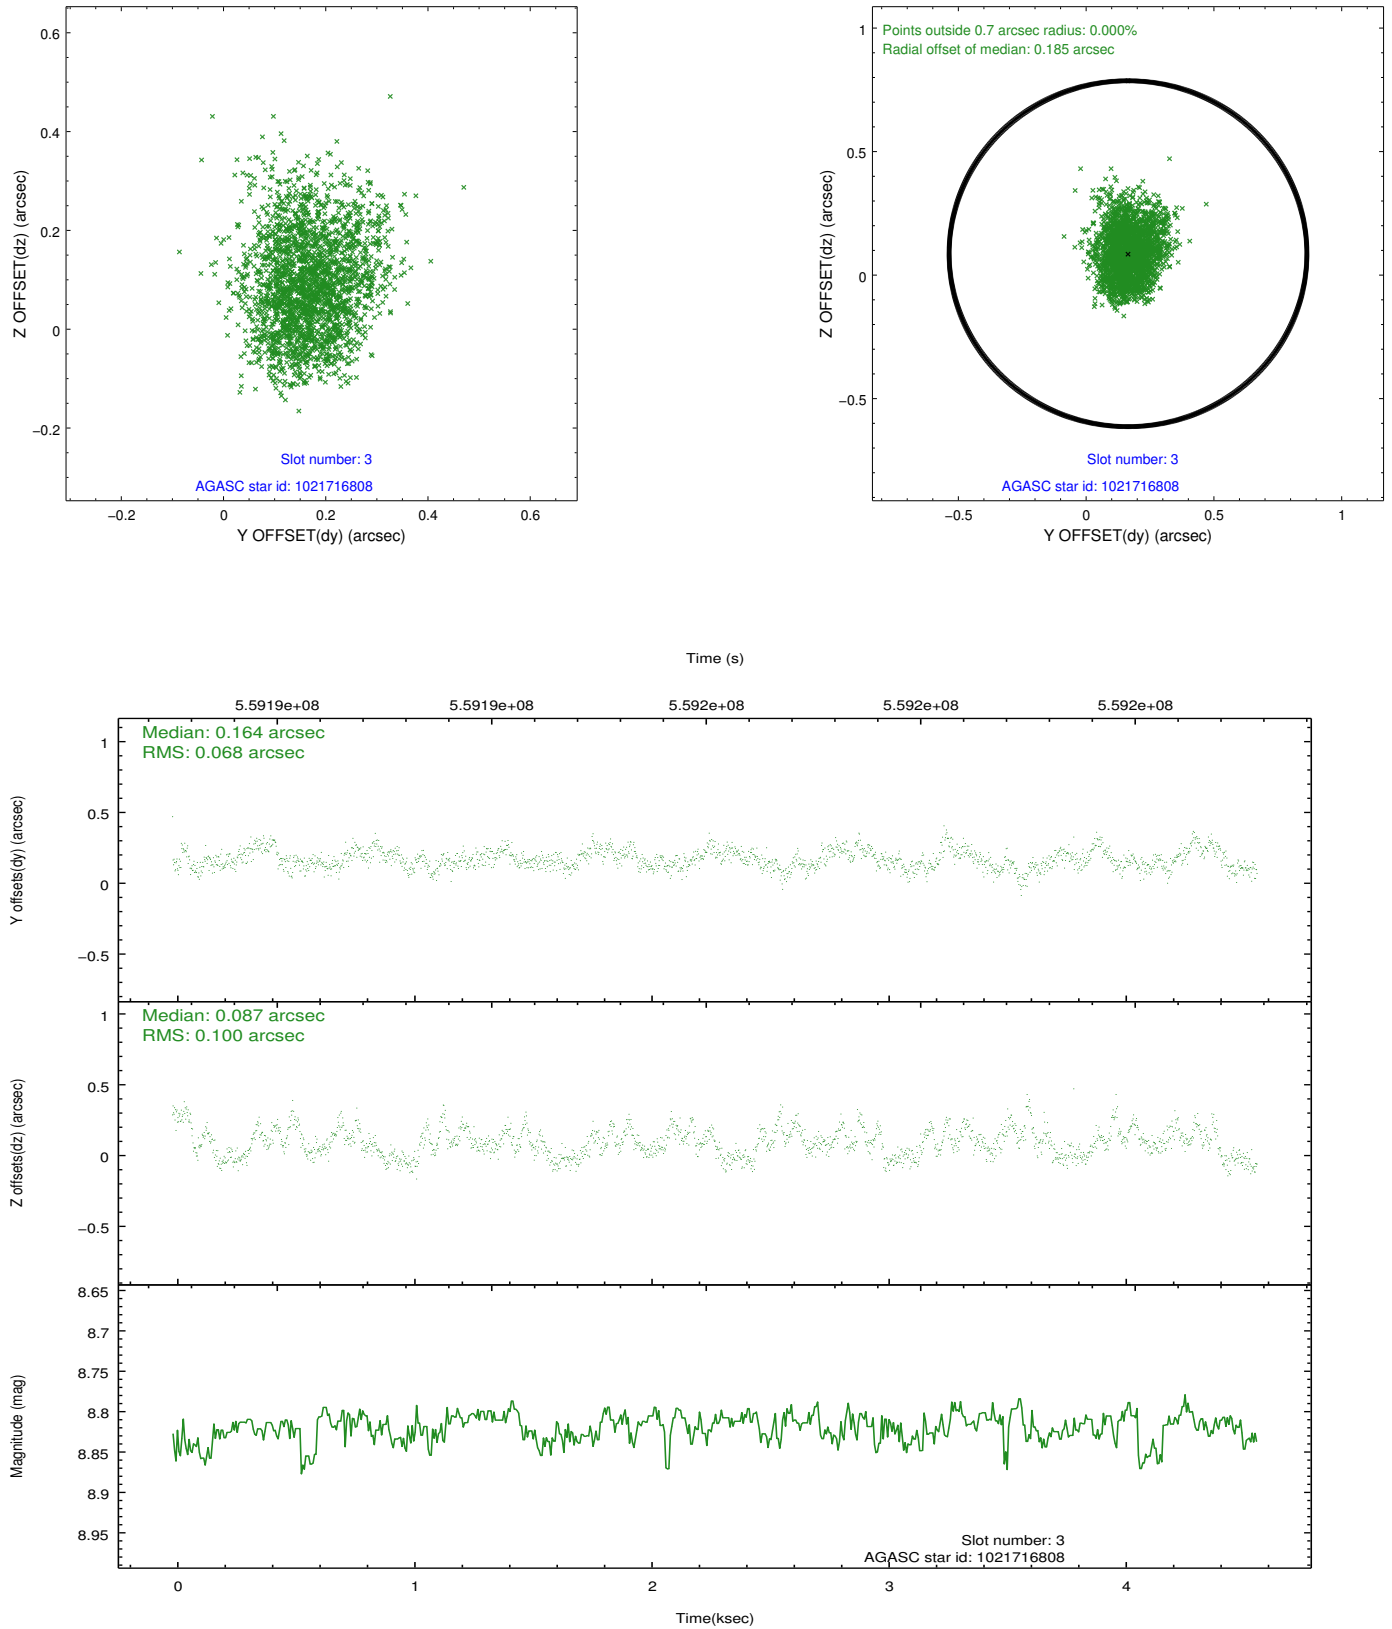 0.6
0.4
0.2
0
−0.2
Z OFFSET(dz) (arcsec)
Slot number: 3
AGASC star id: 1021716808
−0.2 0 0.2 0.4 0.6
Y OFFSET(dy) (arcsec)
Points outside 0.7 arcsec radius: 0.000%
Radial offset of median: 0.185 arcsec
1
0.5
0
−0.5
Z OFFSET(dz) (arcsec)
Slot number: 3
AGASC star id: 1021716808
−0.5 0 0.5 1
Y OFFSET(dy) (arcsec)
Time (s)
5.5919e+08 5.5919e+08 5.592e+08 5.592e+08 5.592e+08
Median: 0.164 arcsec
RMS: 0.068 arcsec
1
0.5
0
−0.5
Y offsets(dy) (arcsec)
Median: 0.087 arcsec
RMS: 0.100 arcsec
1
0.5
0
−0.5
Z offsets(dz) (arcsec)
8.65
8.7
8.75
8.8
8.85
8.9
8.95
Magnitude (mag)
Slot number: 3
AGASC star id: 1021716808
0 1 2 3 4
Time(ksec)